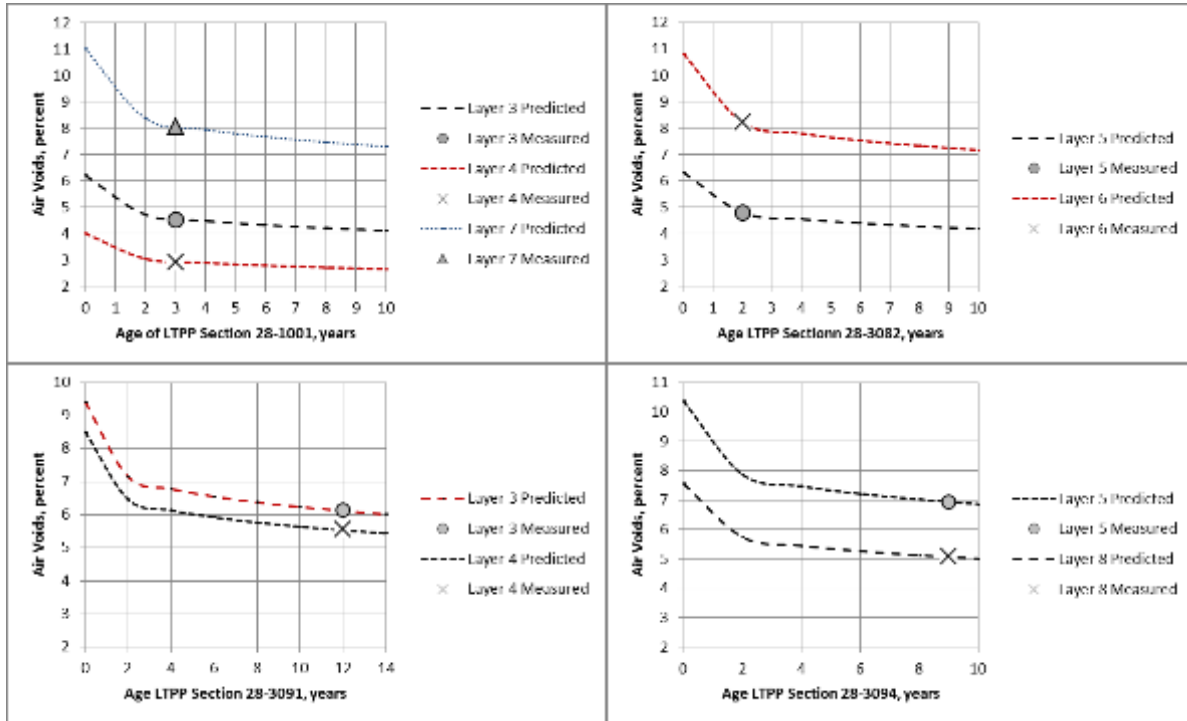 12
11
10
9
8
7
6
5
4
3
2
Air Voids, percent
0 1 2 3 4 5 6 7 8 9 10
Age of LTPP Section 28-1001, years
Layer 3 Predicted
Layer 3 Measured
Layer 4 Predicted
Layer 4 Measured
Layer 7 Predicted
Layer 7 Measured
12
11
10
9
8
7
6
5
4
3
2
Air Voids, percent
0 1 2 3 4 5 6 7 8 9 10
Age of LTPP Sectionn 28-3082, years
Layer 5 Predicted
Layer 5 Measured
Layer 6 Predicted
Layer 6 Measured
10
9
8
7
6
5
4
3
2
Air Voids, percent
0 2 4 6 8 10 12 14
Age LTPP Section 28-3091, years
Layer 3 Predicted
Layer 3 Measured
Layer 4 Predicted
Layer 4 Measured
11
10
9
8
7
6
5
4
3
2
Air Voids, percent
0 2 4 6 8 10
Age LTPP Section 28-3094, years
Layer 5 Predicted
Layer 5 Measured
Layer 8 Predicted
Layer 8 Measured